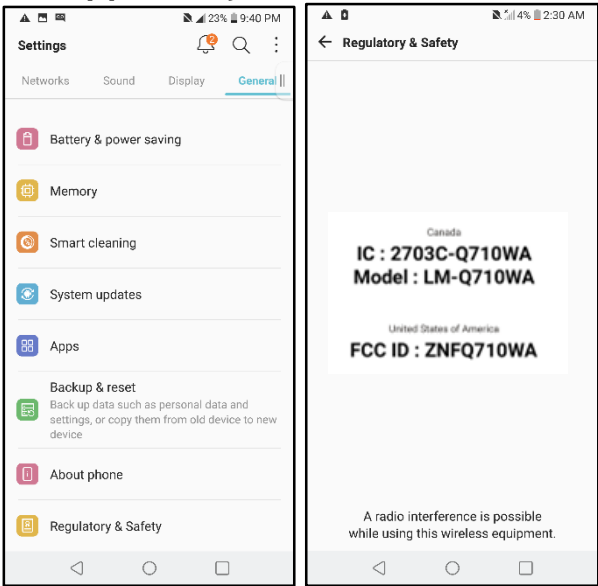 23% 9:40 PM
Settings
2
Networks Sound Display General
Battery & power saving
Memory
Smart cleaning
System updates
Apps
Backup & reset
Back up data such as personal data and
settings, or copy them from old device to new
device
About phone
Regulatory & Safety
4% 2:30 AM
Regulatory & Safety
Canada
IC : 2703C-Q710WA
Model : LM-Q710WA
United States of America
FCC ID : ZNFQ710WA
A radio interference is possible
while using this wireless equipment.